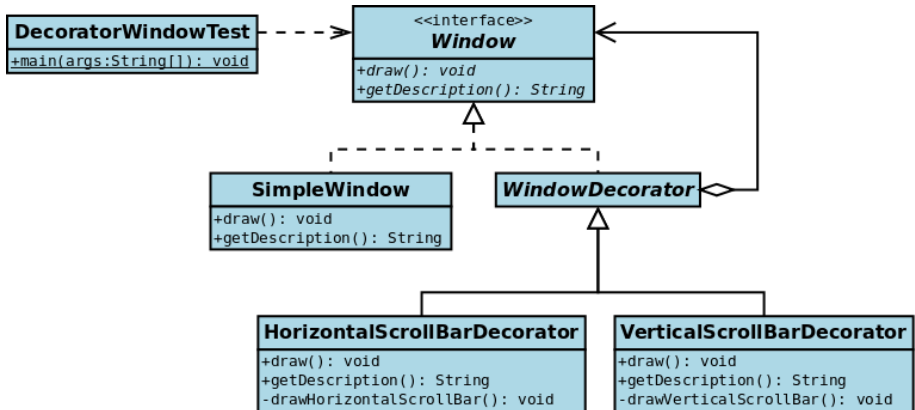 DecoratorWindowTest
+main(args:String[]): void
<<interface>>
Window
+draw(): void
+getDescription(): String
SimpleWindow
+draw(): void
+getDescription(): String
WindowDecorator
HorizontalScrollBarDecorator
+draw(): void
+getDescription(): String
-drawHorizontalScrollBar(): void
VerticalScrollBarDecorator
+draw(): void
+getDescription(): String
-drawVerticalScrollBar(): void